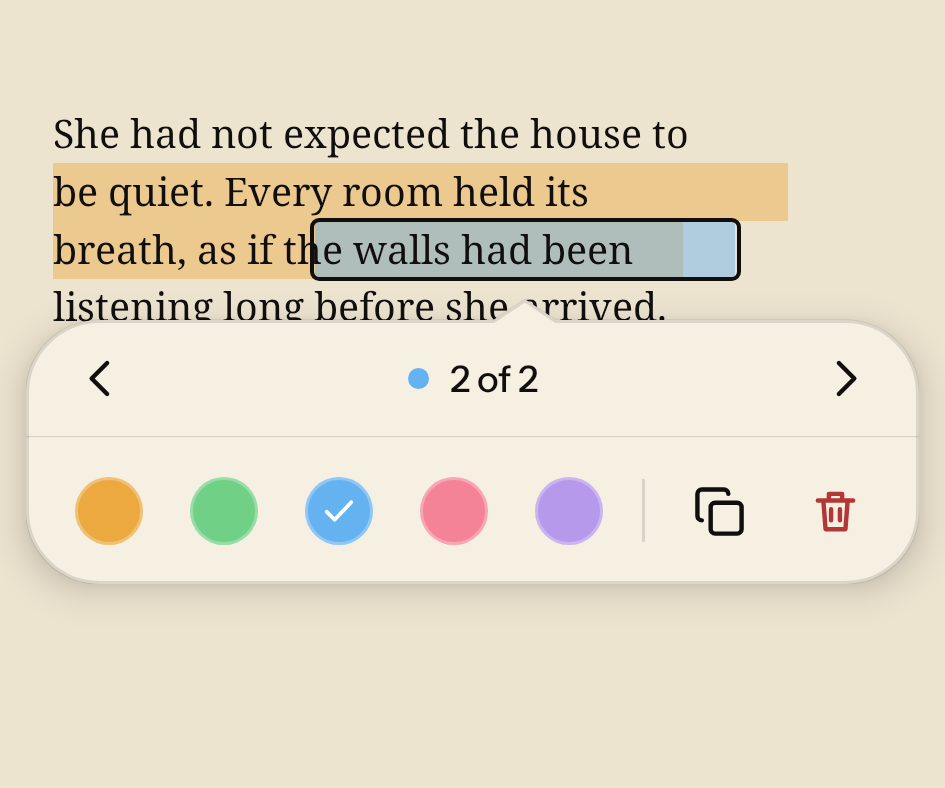 She had not expected the house to
be quiet. Every room held its
breath, as if the walls had been
listening long before she arrived.
2 of 2